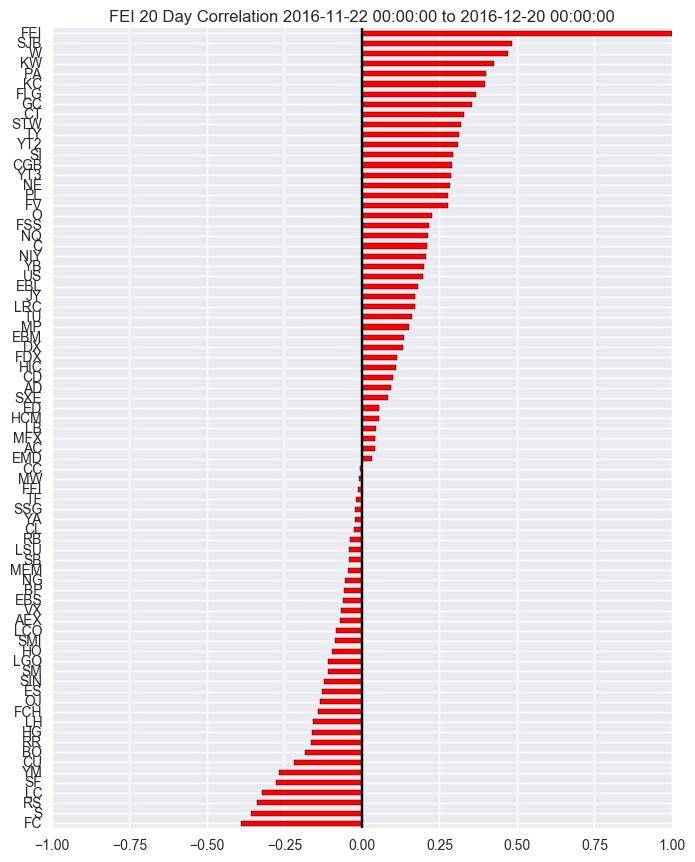 FEI 20 Day Correlation 2016-11-22 00:00:00 to 2016-12-20 00:00:00
FEI
SJB
W
KW
PA
KC
FLG
GC
CT
STW
TY
YT2
SI
CGB
YT3
NE
PL
FV
O
FSS
NQ
C
NIY
YB
US
EBL
JY
LRC
TU
MP
EBM
DX
FDX
HIC
CD
AD
SXE
ED
HCM
LB
MFX
AC
EMD
CC
MW
TF
SSG
YA
CL
RB
LSU
SB
MEM
NG
BP
EBS
VX
AEX
LCO
SMI
HO
LGO
SM
SIN
ES
OJ
FCH
LH
HG
RR
BO
CU
YM
SF
LC
RS
S
FC
−1.00 −0.75 −0.50 −0.25 0.00 0.25 0.50 0.75 1.00